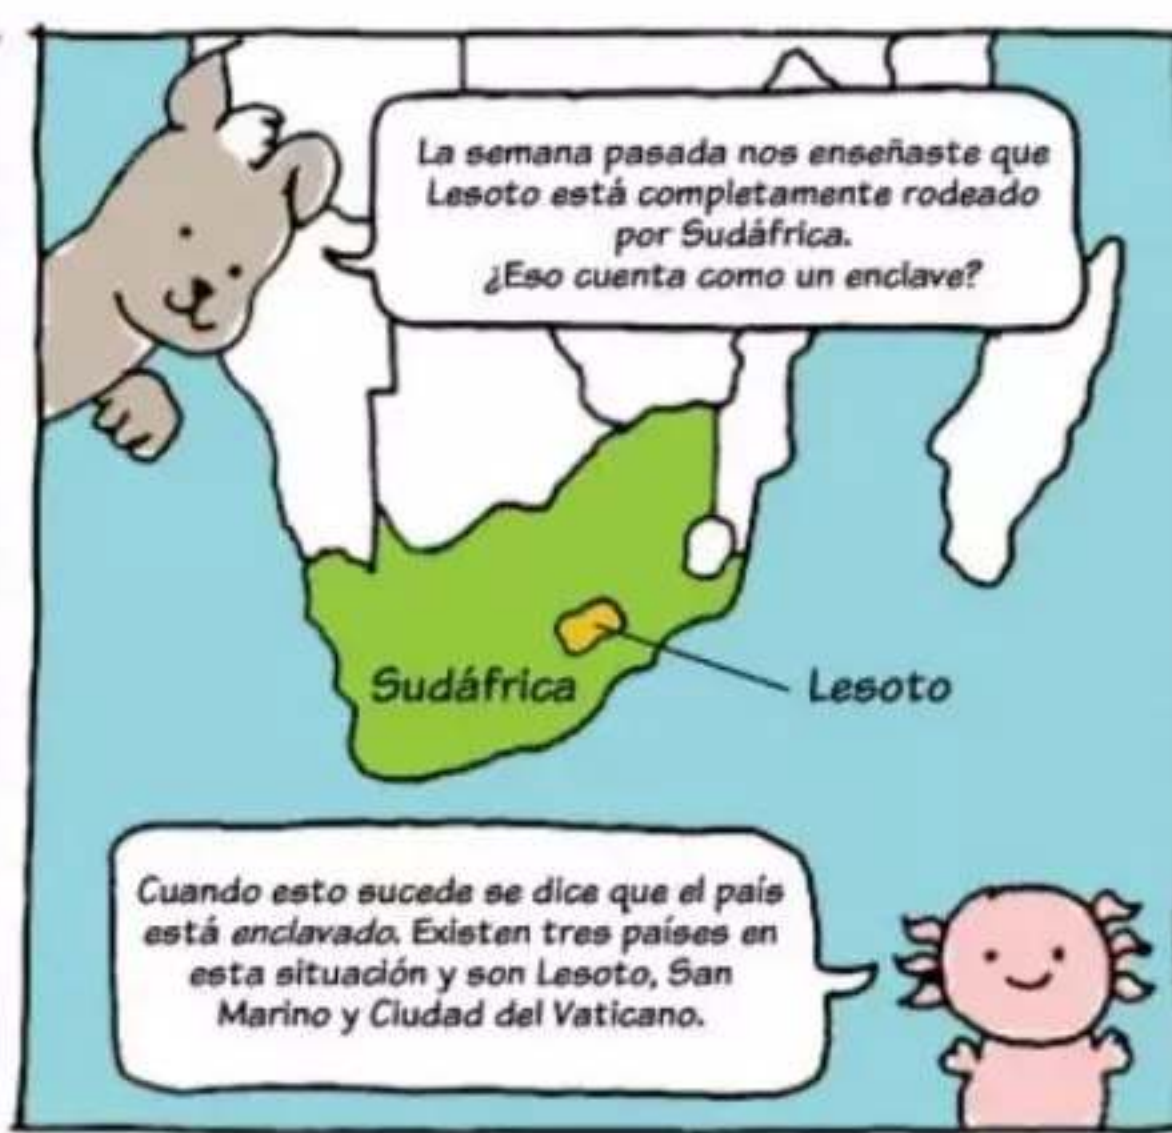 La semana pasada nos enseñaste que
Lesoto está completamente rodeado
por Sudáfrica.
¿Eso cuenta como un enclave?
Sudáfrica
Lesoto
Cuando esto sucede se dice que el país
está enclavado. Existen tres países en
esta situación y son Lesoto, San
Marino y Ciudad del Vaticano.